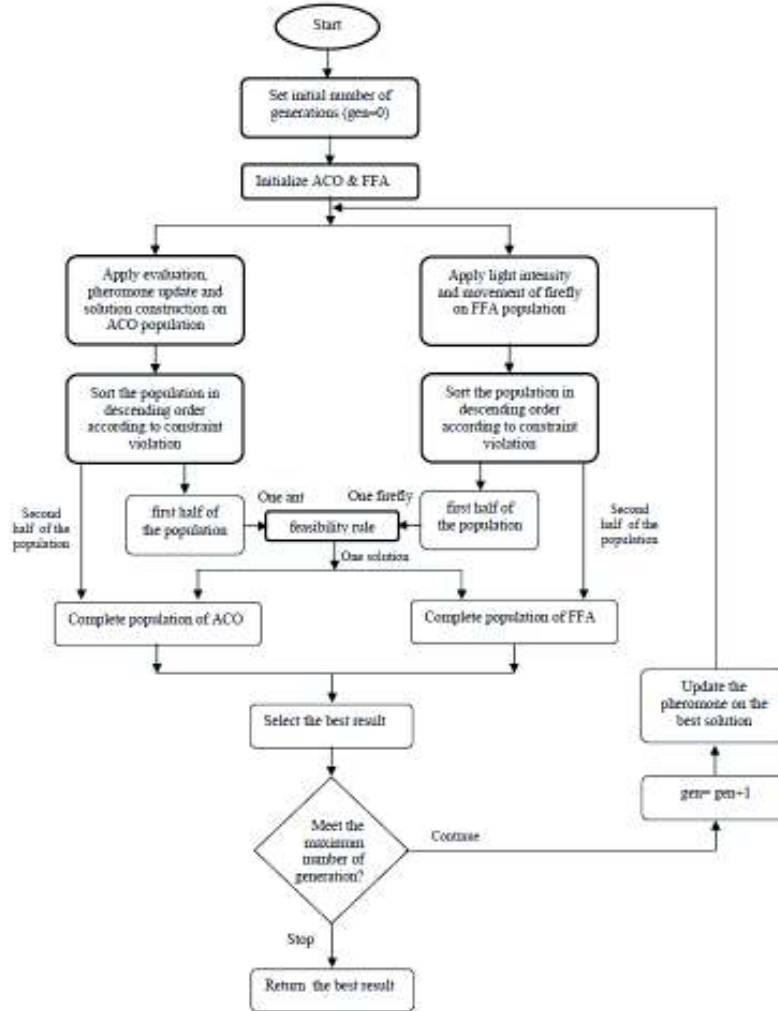 Start
Set initial number of
generations (gen=0)
Initialize ACO & FFA
Apply evaluation,
pheromone update and
solution construction on
ACO population
Apply light intensity
and movement of firefly
on FFA population
Sort the population in
descending order
according to constraint
violation
Sort the population in
descending order
according to constraint
violation
Second
half of the
population
first half of
the population
One ant
feasibility rule
One firefly
first half of
the population
Second
half of the
population
One solution
Complete population of ACO
Complete population of FFA
Select the best result
Update the
pheromone on the
best solution
gen= gen+1
Meet the
maximum
number of
generation?
Continue
Stop
Return the best result